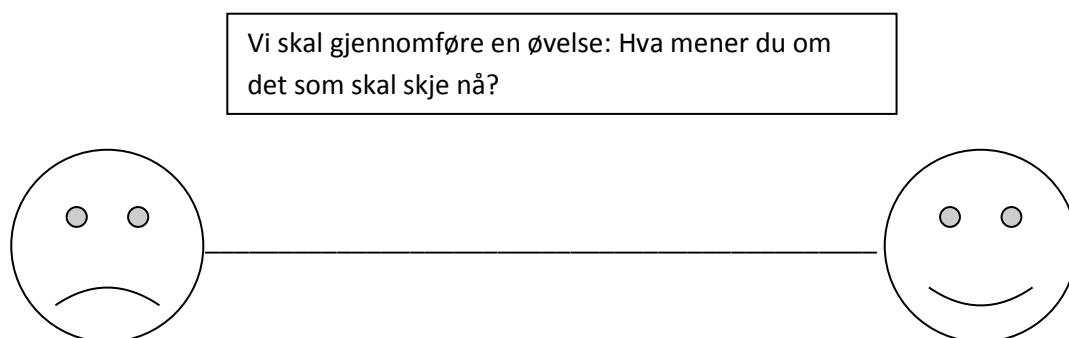 Vi skal gjennomføre en øvelse: Hva mener du om
det som skal skje nå?